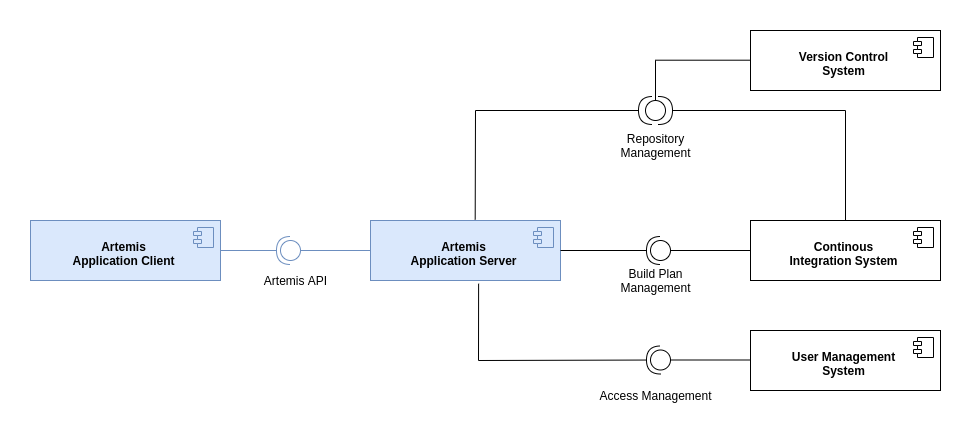 Version Control
System
Repository
Management
Artemis
Application Client
Artemis API
Artemis
Application Server
Build Plan
Management
Continous
Integration System
User Management
System
Access Management